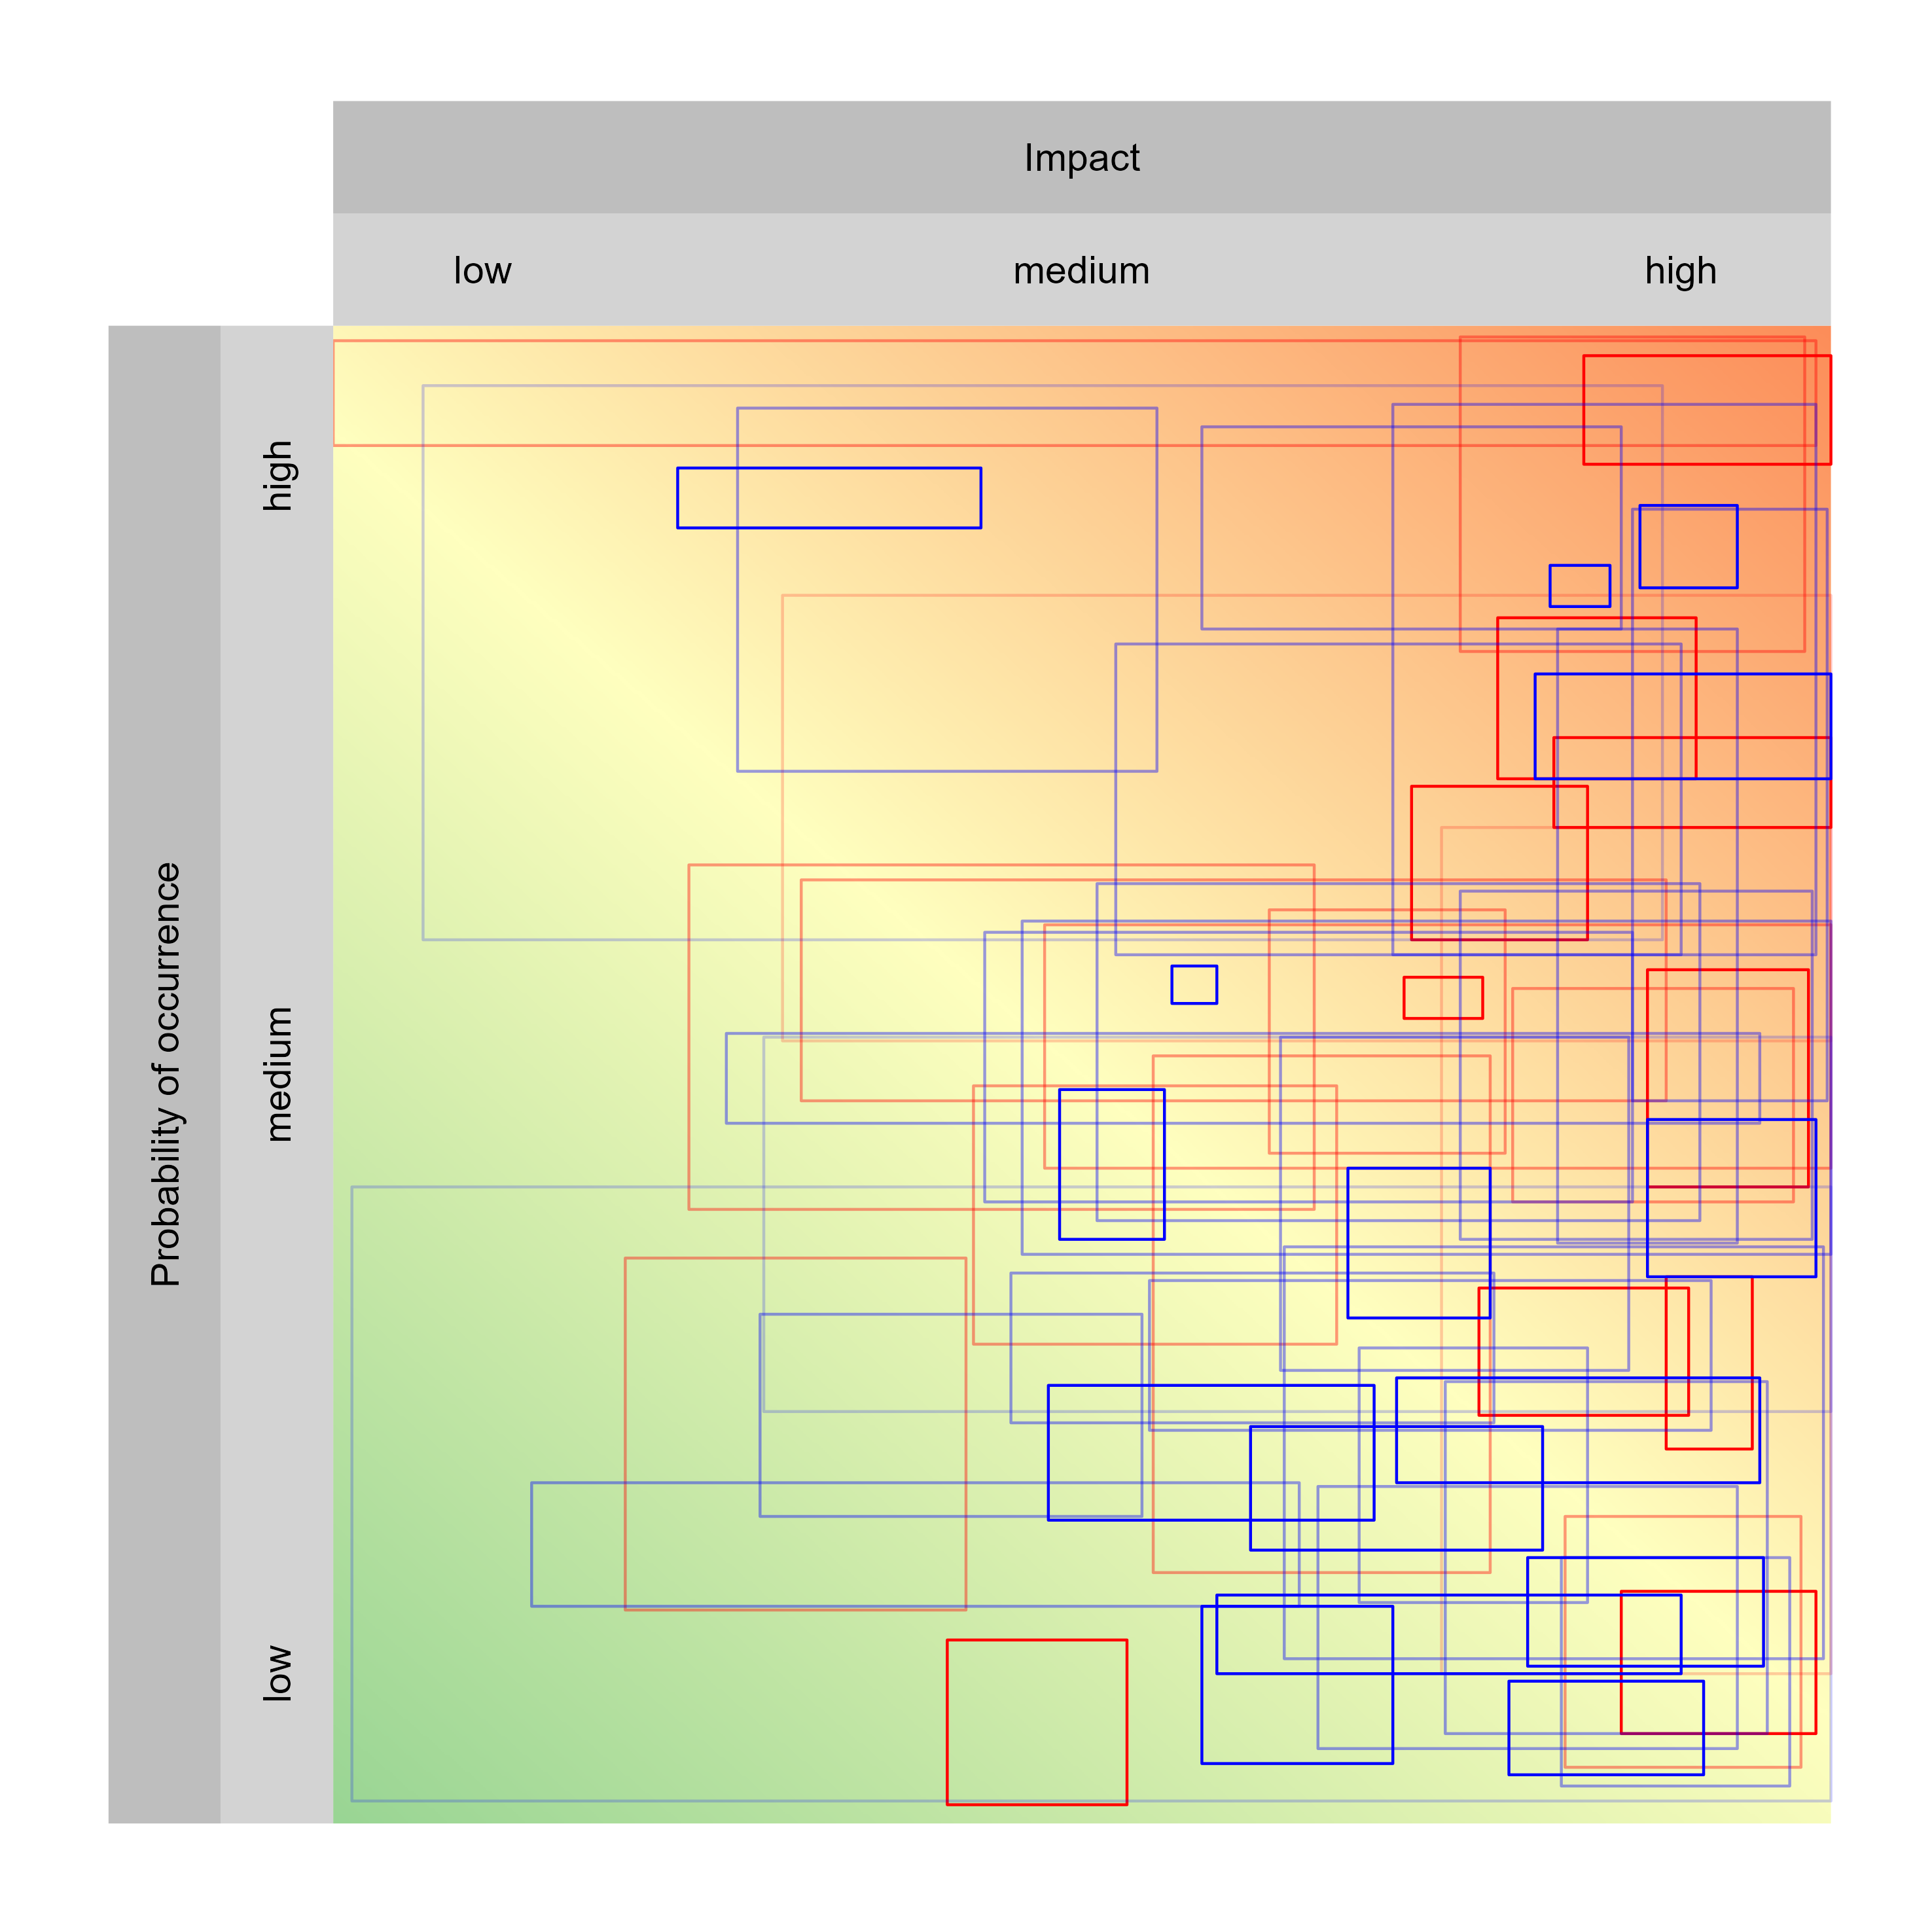 Impact
low
medium
high
Probability of occurrence
high
medium
low